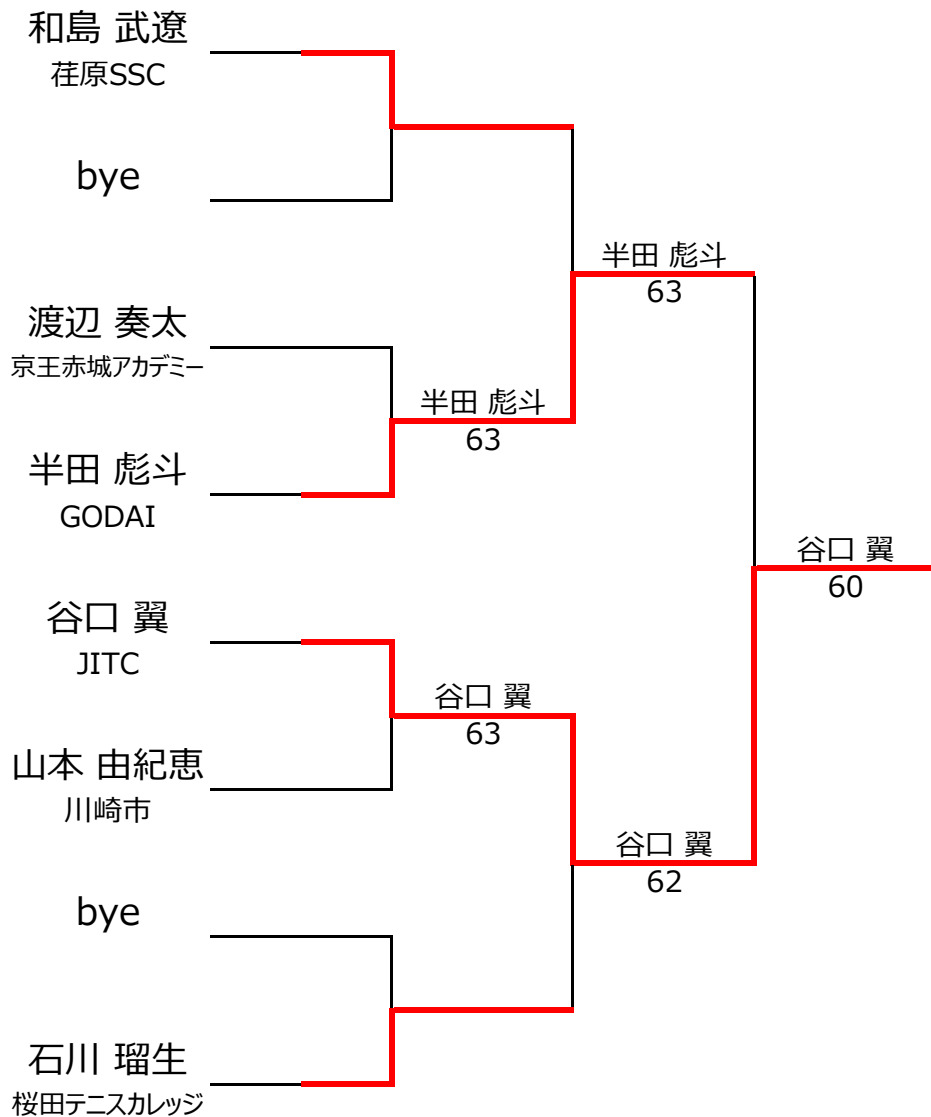 和島 武遼
荏原SSC
bye
渡辺 奏太
京王赤城アカデミー
半田 彪斗
GODAI
谷口 翼
JITC
山本 由紀恵
川崎市
bye
石川 瑠生
桜田テニスカレッジ
半田 彪斗
63
谷口 翼
63
半田 彪斗
63
谷口 翼
62
谷口 翼
60